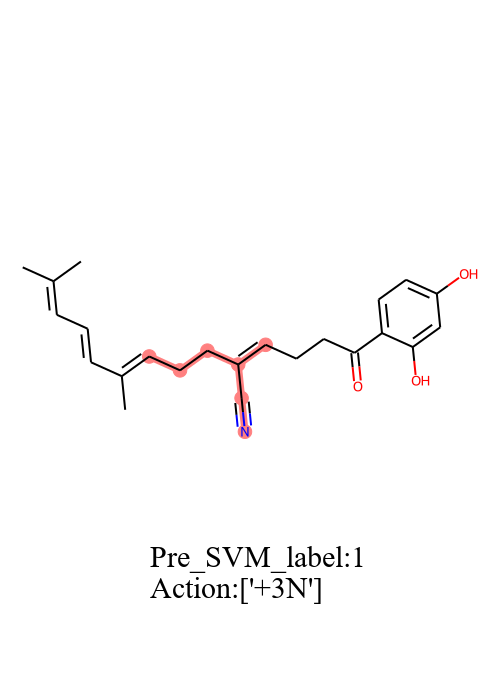 OH
OH
O
N
Pre_SVM_label:1
Action:['+3N']